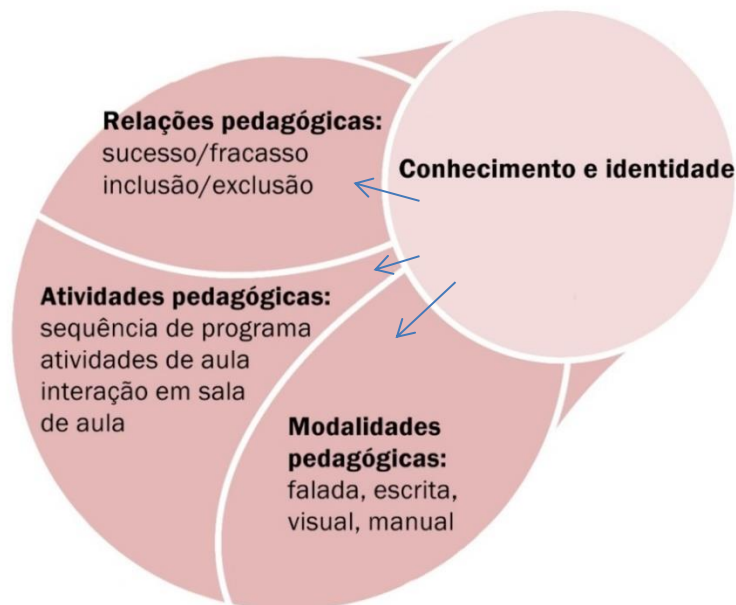 Relações pedagógicas:
sucesso/fracasso
inclusão/exclusão
Conhecimento e identidade
Atividades pedagógicas:
sequência de programa
atividades de aula
interação em sala
de aula
Modalidades
pedagógicas:
falada, escrita,
visual, manual